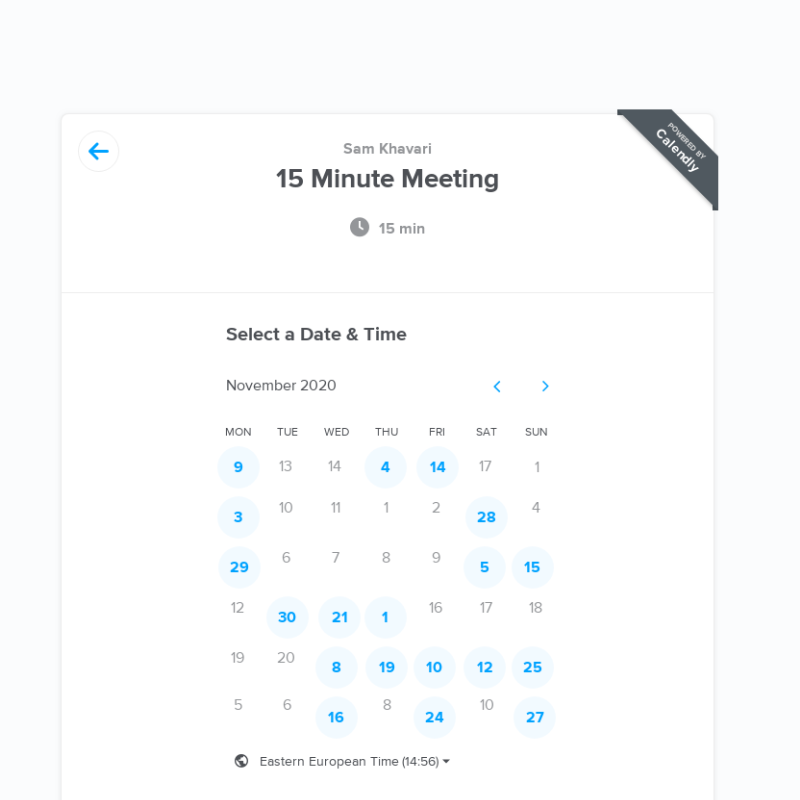 POWERED BY
Calendly
Sam Khavari
15 Minute Meeting
15 min
Select a Date & Time
November 2020
MON TUE WED THU FRI SAT SUN
9 13 14 4 14 17 1
3 10 11 1 2 28 4
29 6 7 8 9 5 15
12 30 21 1 16 17 18
19 20 8 19 10 12 25
5 6 16 8 24 10 27
Eastern European Time (14:56)